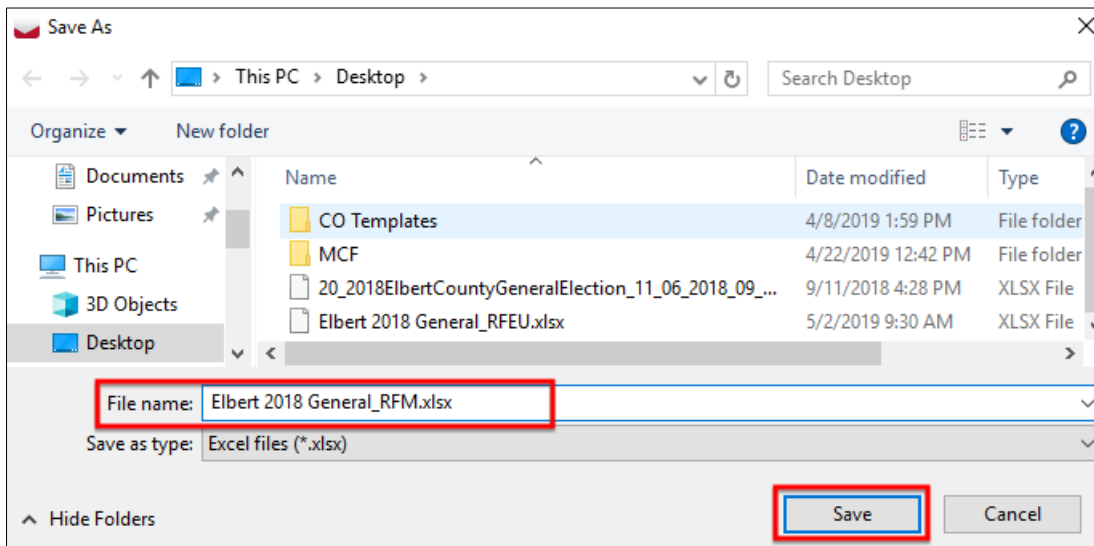 Save As
This PC > Desktop >
Search Desktop
Organize
New folder
Documents
Pictures
This PC
3D Objects
Desktop
Name Date modified Type
CO Templates 4/8/2019 1:59 PM File folder
MCF 4/22/2019 12:42 PM File folder
20_2018ElbertCountyGeneralElection_11_06_2018_09_... 9/11/2018 4:28 PM XLSX File
Elbert 2018 General_RFEU.xlsx 5/2/2019 9:30 AM XLSX File
File name: Elbert 2018 General_RFM.xlsx
Save as type: Excel files (*.xlsx)
Hide Folders
Save
Cancel